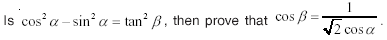 Is cos² α – sin² α = tan² β, then prove that cos β = 1/(√2 cos α).